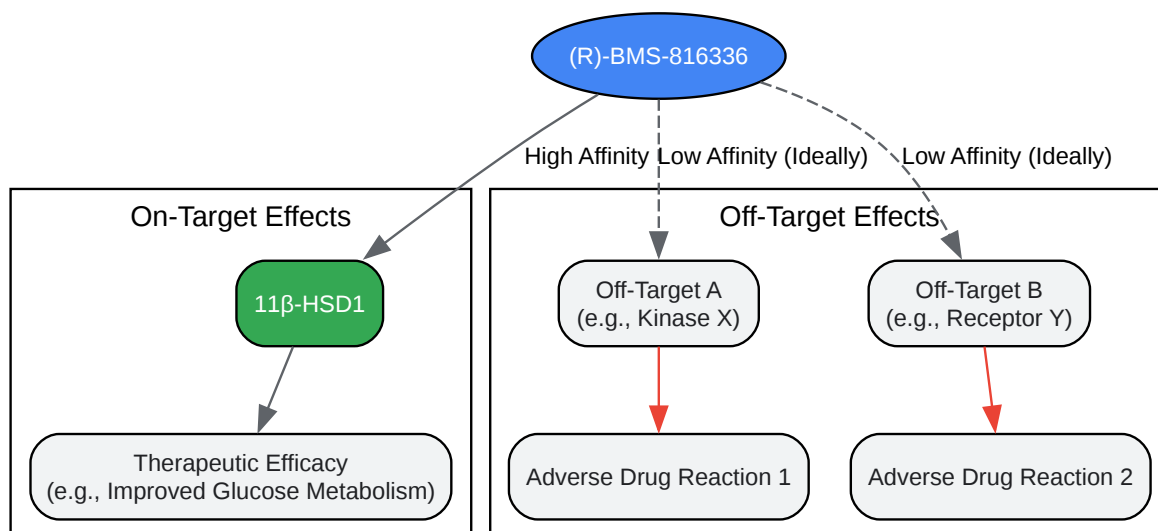 (R)-BMS-816336
High Affinity
Low Affinity (Ideally)
Low Affinity (Ideally)
On-Target Effects
Off-Target Effects
11β-HSD1
Off-Target A
(e.g., Kinase X)
Off-Target B
(e.g., Receptor Y)
Therapeutic Efficacy
(e.g., Improved Glucose Metabolism)
Adverse Drug Reaction 1
Adverse Drug Reaction 2